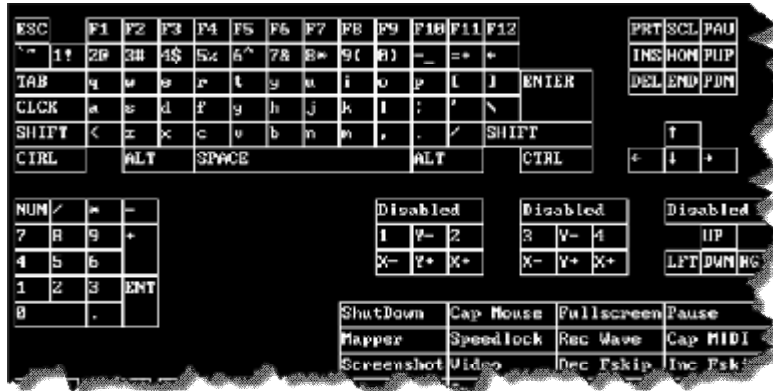 ESC F1 F2 F3 F4 F5 F6 F7 F8 F9 F10 F11 F12 PRT SCL PAU
`~ 1! 2@ 3# 4$ 5% 6^ 7& 8* 9( 0) -_ =+ ← INS HOM PUP
TAB q w e r t y u i o p [ ] ENTER DEL END PDN
CLCK a s d f g h j k l ; ' \
SHIFT < z x c v b n m , . / SHIFT ↑
CTRL ALT SPACE ALT CTRL ← ↓ →
NUM / * - Disabled Disabled Disabled
7 8 9 + 1 Y- 2 3 Y- 4 UP
4 5 6 X- Y+ X+ X- Y+ X+ LFT DWN
1 2 3 ENT
0 .
ShutDown Cap Mouse Fullscreen Pause
Mapper Speedlock Rec Wave Cap MIDI
Screenshot Video Dec Fskip Inc Fsk